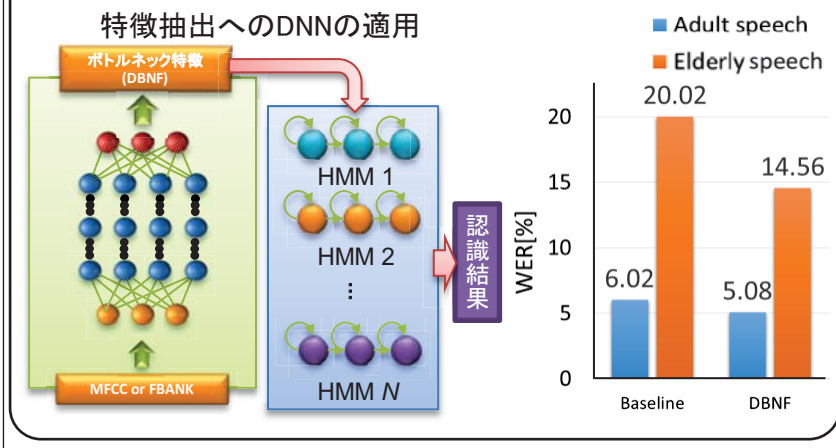 特徴抽出へのDNNの適用
ボトルネック特徴
(DBNF)
MFCC or FBANK
HMM 1
HMM 2
⋮
HMM N
認識結果
Adult speech
Elderly speech
WER[%]
20
15
10
5
0
6.02
20.02
5.08
14.56
Baseline
DBNF